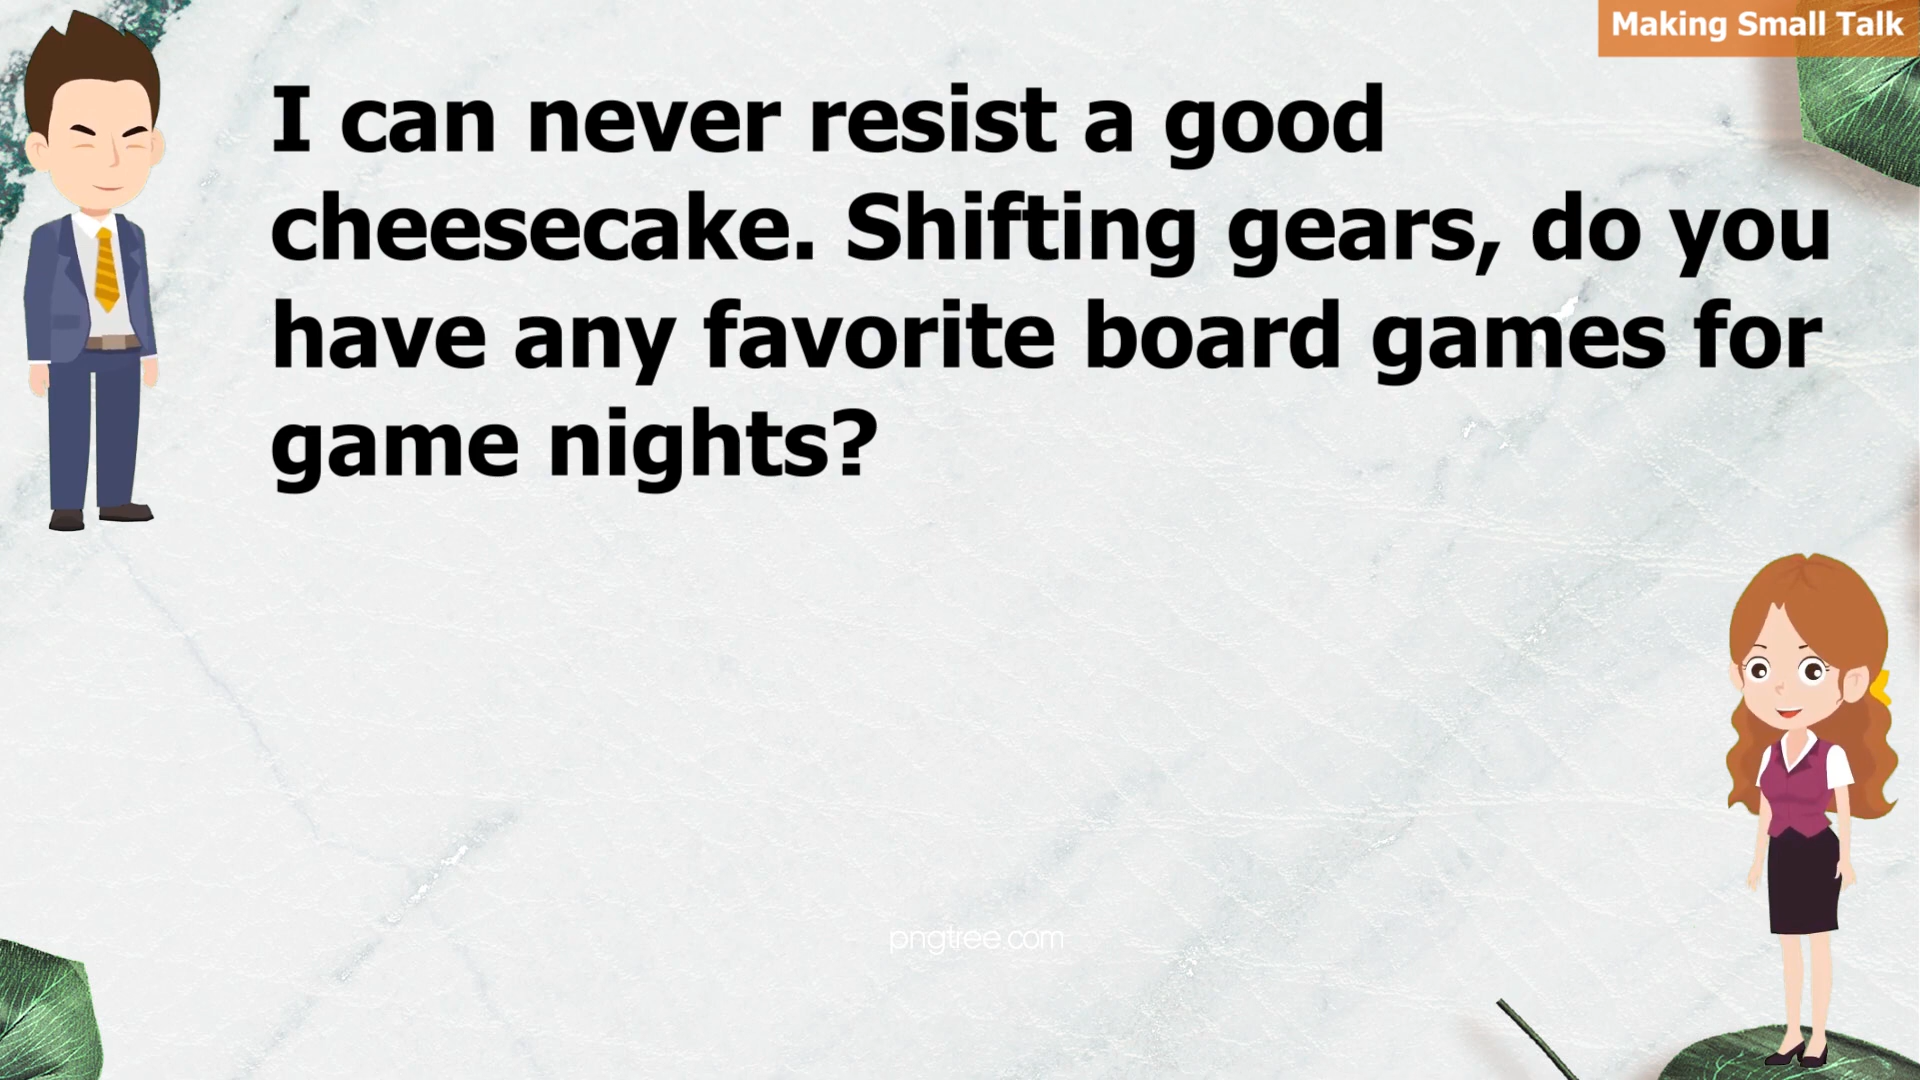 Making Small Talk
I can never resist a good
cheesecake. Shifting gears, do you
have any favorite board games for
game nights?
pngtree.com